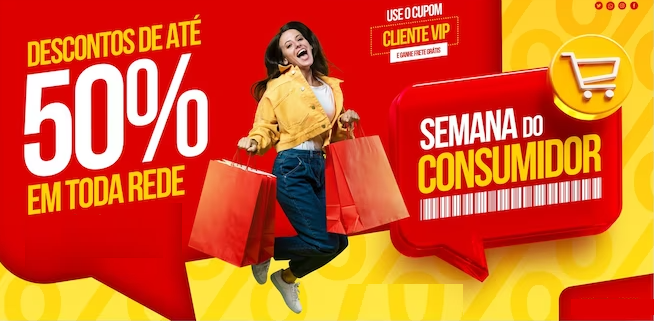 DESCONTOS DE ATÉ
50%
EM TODA REDE
USE O CUPOM
CLIENTE VIP
E GANHE FRETE GRÁTIS
SEMANA DO
CONSUMIDOR